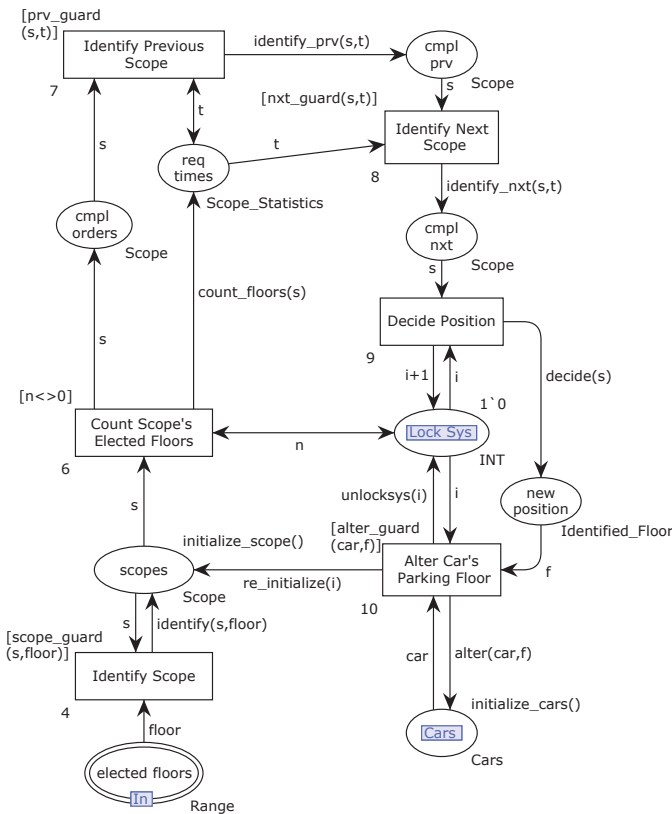 [prv_guard
(s,t)]
Identify Previous
Scope
7
identify_prv(s,t)
cmpl
prv
Scope
s
[nxt_guard(s,t)]
Identify Next
Scope
8
t
t
req
times
Scope_Statistics
s
cmpl
orders
Scope
identify_nxt(s,t)
cmpl
nxt
Scope
s
count_floors(s)
Decide Position
9
s
i+1
i
decide(s)
[n<>0]
Count Scope's
Elected Floors
6
n
1`0
Lock Sys
INT
unlocksys(i)
i
new
position
Identified_Floor
s
initialize_scope()
[alter_guard
(car,f)]
Alter Car's
Parking Floor
10
f
scopes
Scope
re_initialize(i)
[scope_guard
(s,floor)]
s
identify(s,floor)
Identify Scope
4
car
alter(car,f)
initialize_cars()
floor
Cars
Cars
elected floors
In
Range